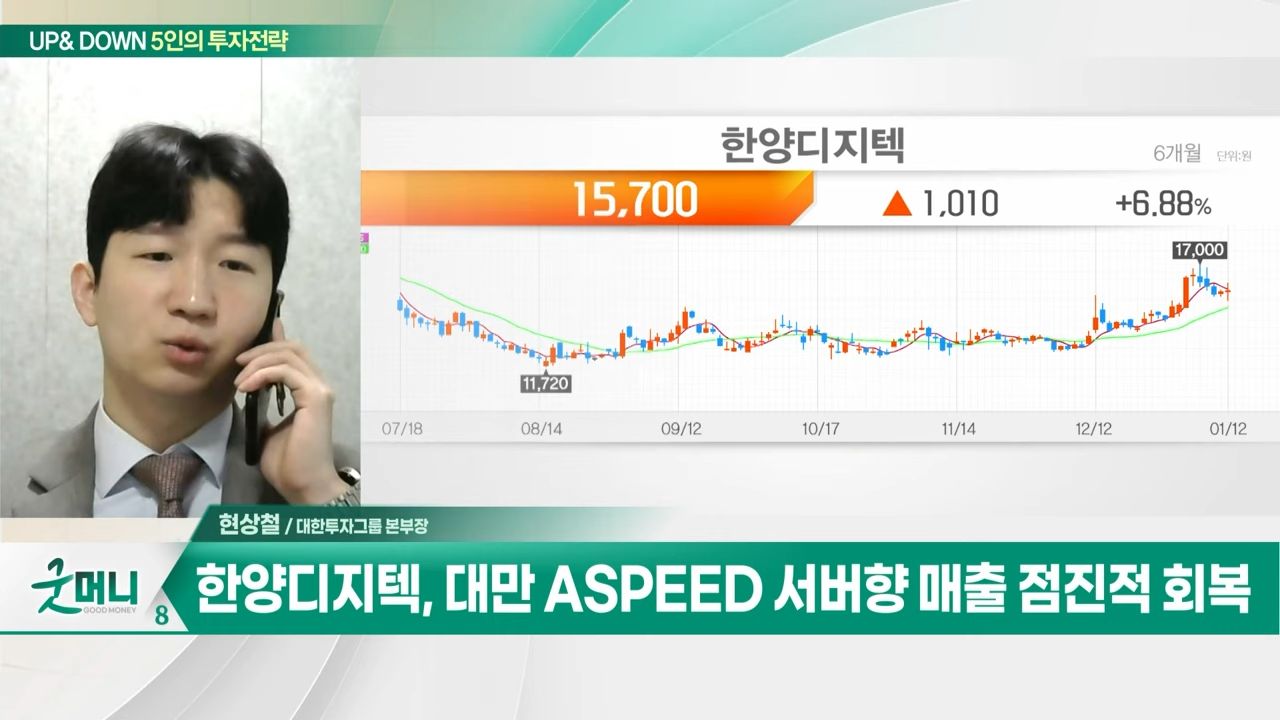 UP& DOWN 5인의 투자전략
한양디지텍
6개월 단위:원
15,700 ▲ 1,010 +6.88%
17,000
11,720
07/18 08/14 09/12 10/17 11/14 12/12 01/12
현상철 / 대한투자그룹 본부장
굿머니
GOOD MONEY
8
한양디지텍, 대만 ASPEED 서버향 매출 점진적 회복